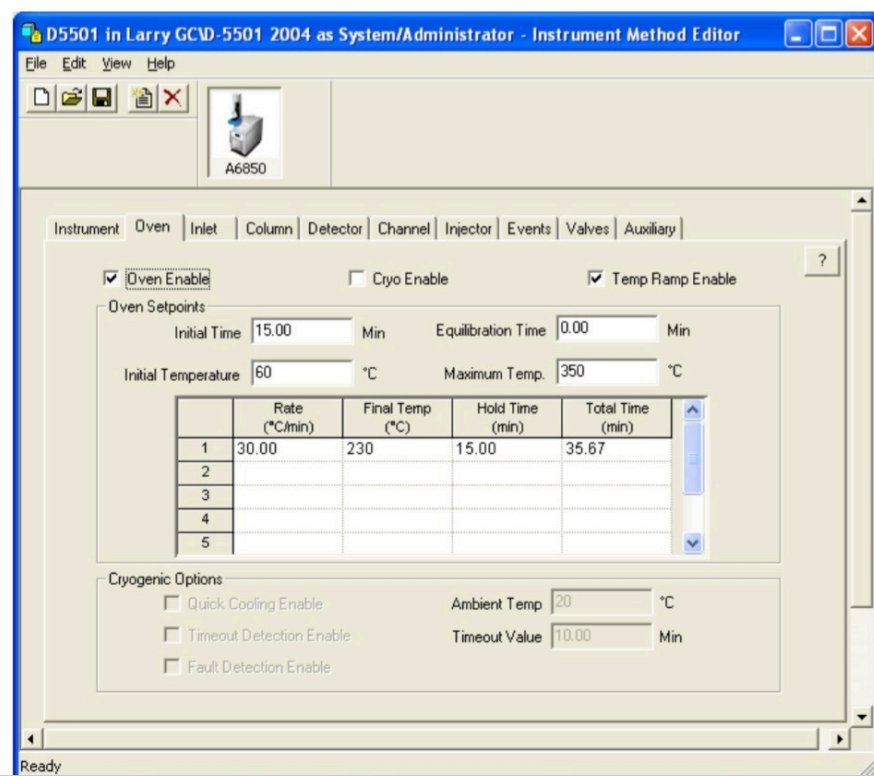 D5501 in Larry GC\D-5501 2004 as System/Administrator - Instrument Method Editor
File Edit View Help
A6850
Instrument Oven Inlet Column Detector Channel Injector Events Valves Auxiliary
?
Oven Enable Cryo Enable Temp Ramp Enable
Oven Setpoints
Initial Time 15.00 Min Equilibration Time 0.00 Min
Initial Temperature 60 °C Maximum Temp. 350 °C
Rate Final Temp Hold Time Total Time
(°C/min) (°C) (min) (min)
1 30.00 230 15.00 35.67
2
3
4
5
Cryogenic Options
Quick Cooling Enable Ambient Temp 20 °C
Timeout Detection Enable Timeout Value 10.00 Min
Fault Detection Enable
Ready